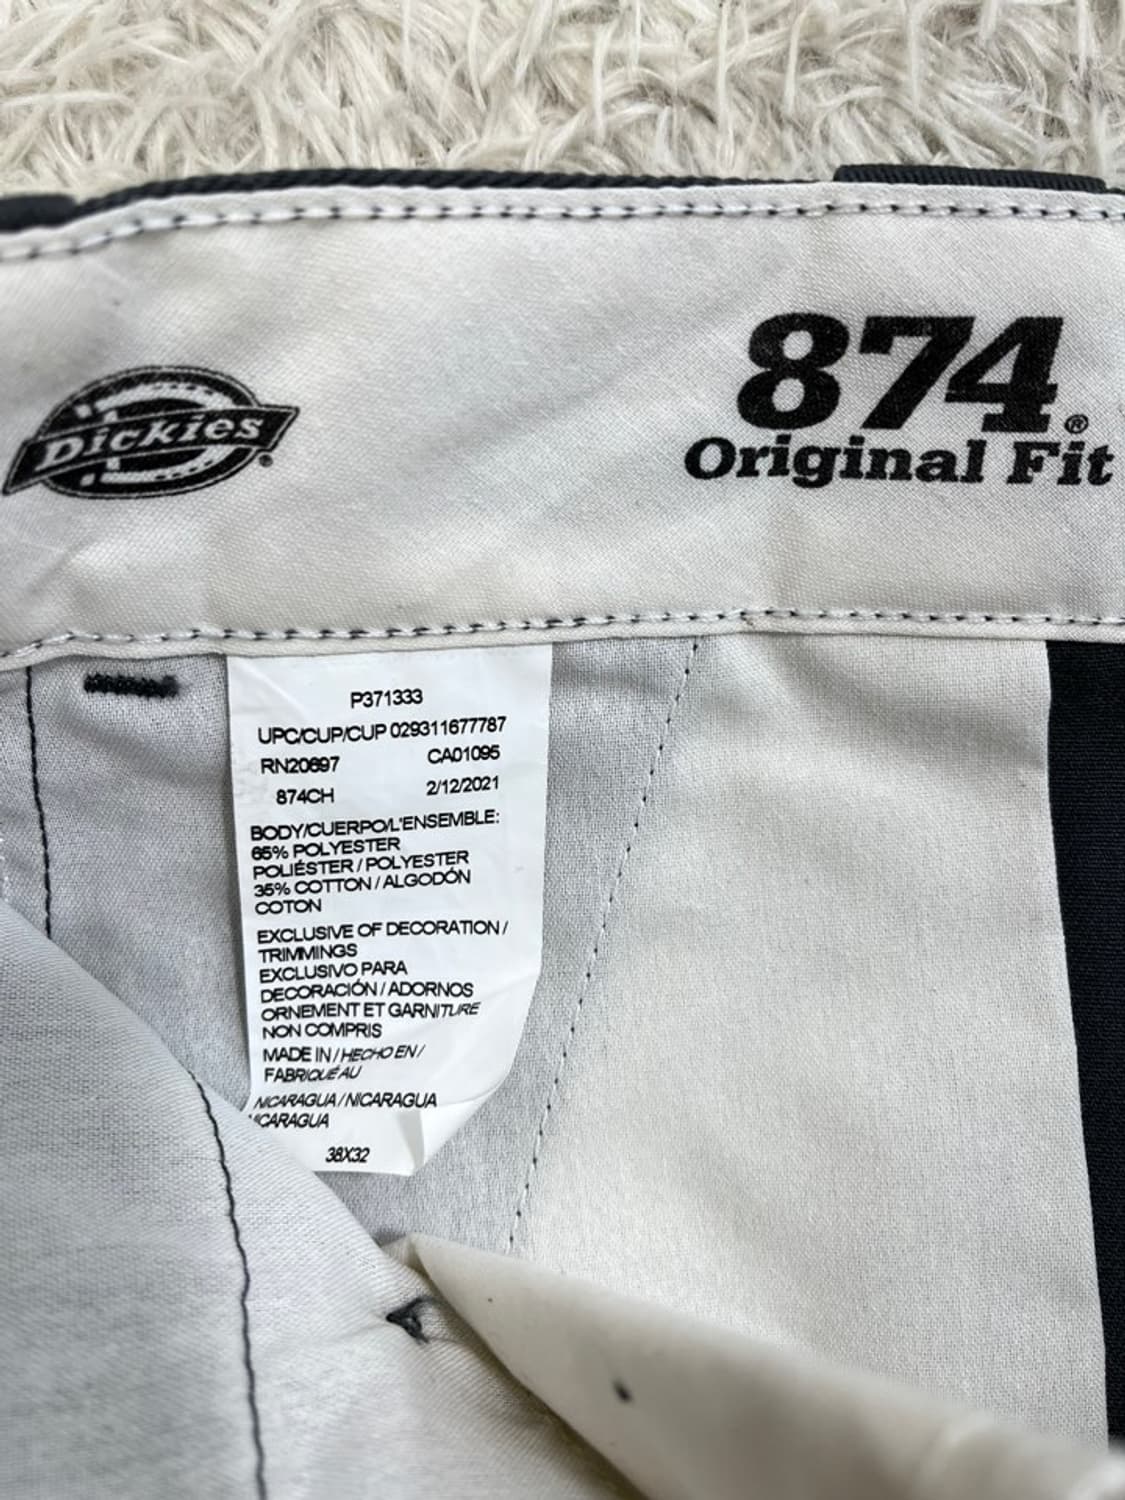 Dickies®
874®
Original Fit
P371333
UPC/CUP/CUP 029311677787
RN20697 CA01095
874CH 2/12/2021
BODY/CUERPO/L'ENSEMBLE:
65% POLYESTER
POLIÉSTER / POLYESTER
35% COTTON / ALGODÓN
COTON
EXCLUSIVE OF DECORATION /
TRIMMINGS
EXCLUSIVO PARA
DECORACIÓN / ADORNOS
ORNEMENT ET GARNITURE
NON COMPRIS
MADE IN / HECHO EN /
FABRIQUÉ AU
NICARAGUA / NICARAGUA
NICARAGUA
38X32